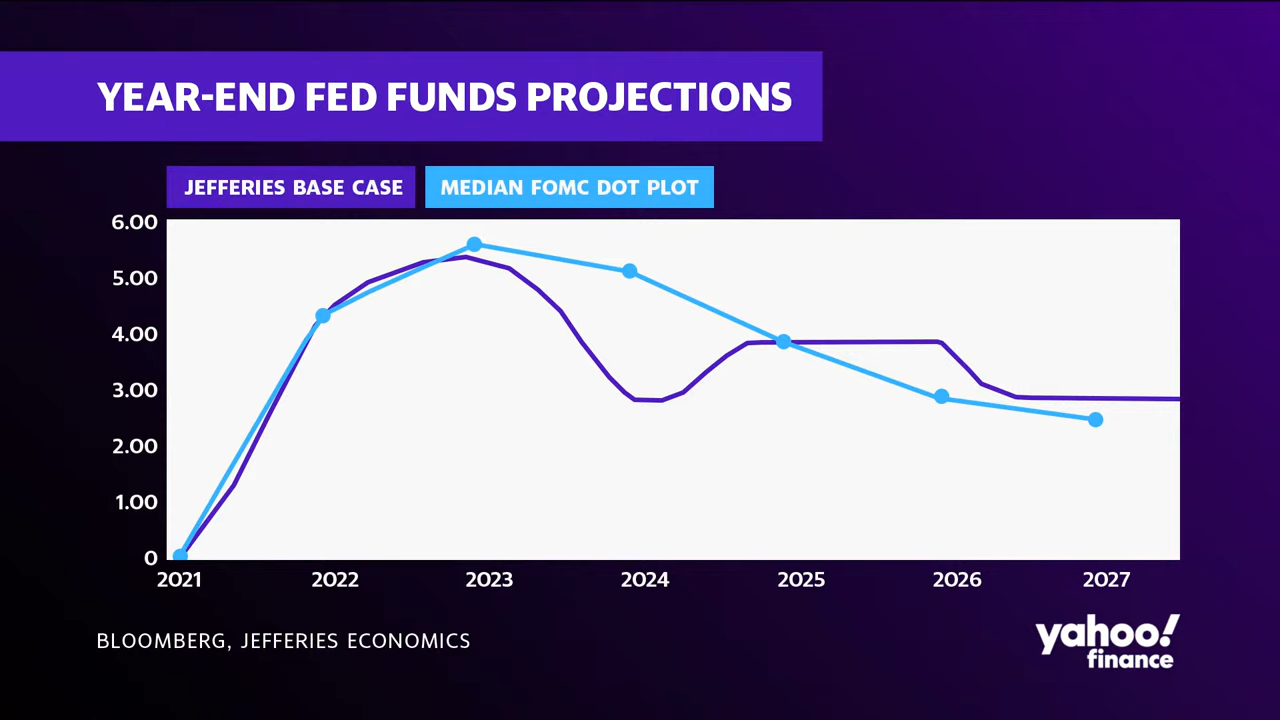 YEAR-END FED FUNDS PROJECTIONS
JEFFERIES BASE CASE
MEDIAN FOMC DOT PLOT
6.00
5.00
4.00
3.00
2.00
1.00
0
2021 2022 2023 2024 2025 2026 2027
BLOOMBERG, JEFFERIES ECONOMICS
yahoo!
finance